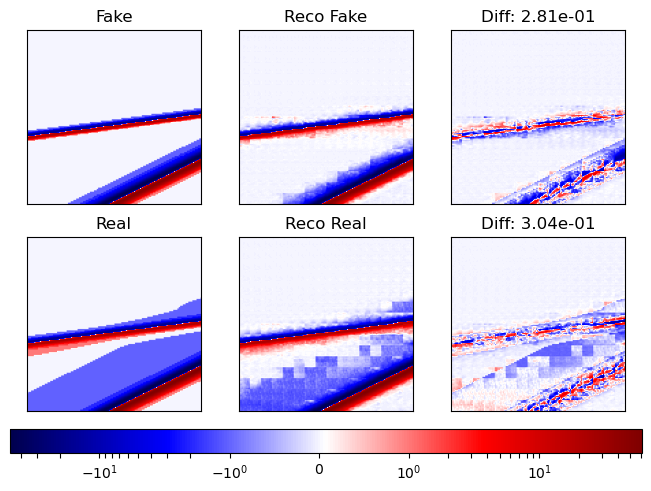 Fake
Reco Fake
Diff: 2.81e-01
Real
Reco Real
Diff: 3.04e-01
−10¹
−10⁰
0
10⁰
10¹